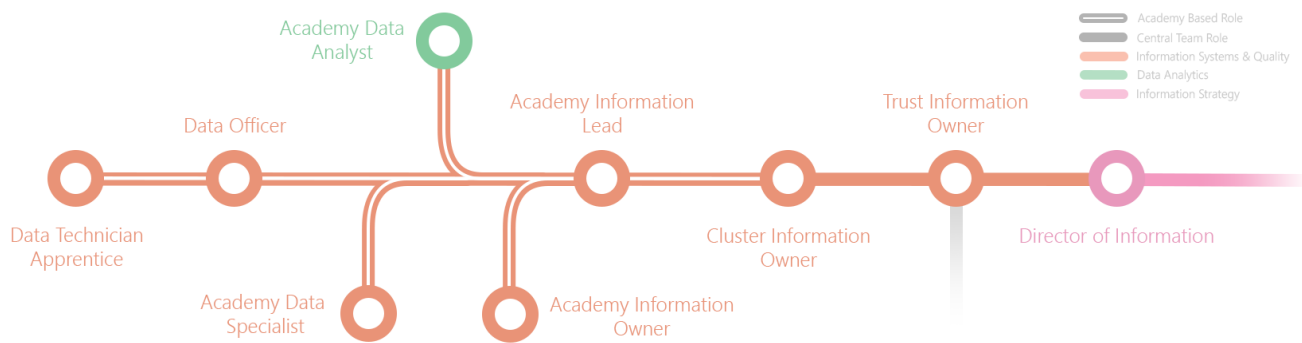 Academy Data
Analyst
Academy Based Role
Central Team Role
Information Systems & Quality
Data Analytics
Information Strategy
Data Officer
Academy Information
Lead
Trust Information
Owner
Data Technician
Apprentice
Cluster Information
Owner
Director of Information
Academy Data
Specialist
Academy Information
Owner